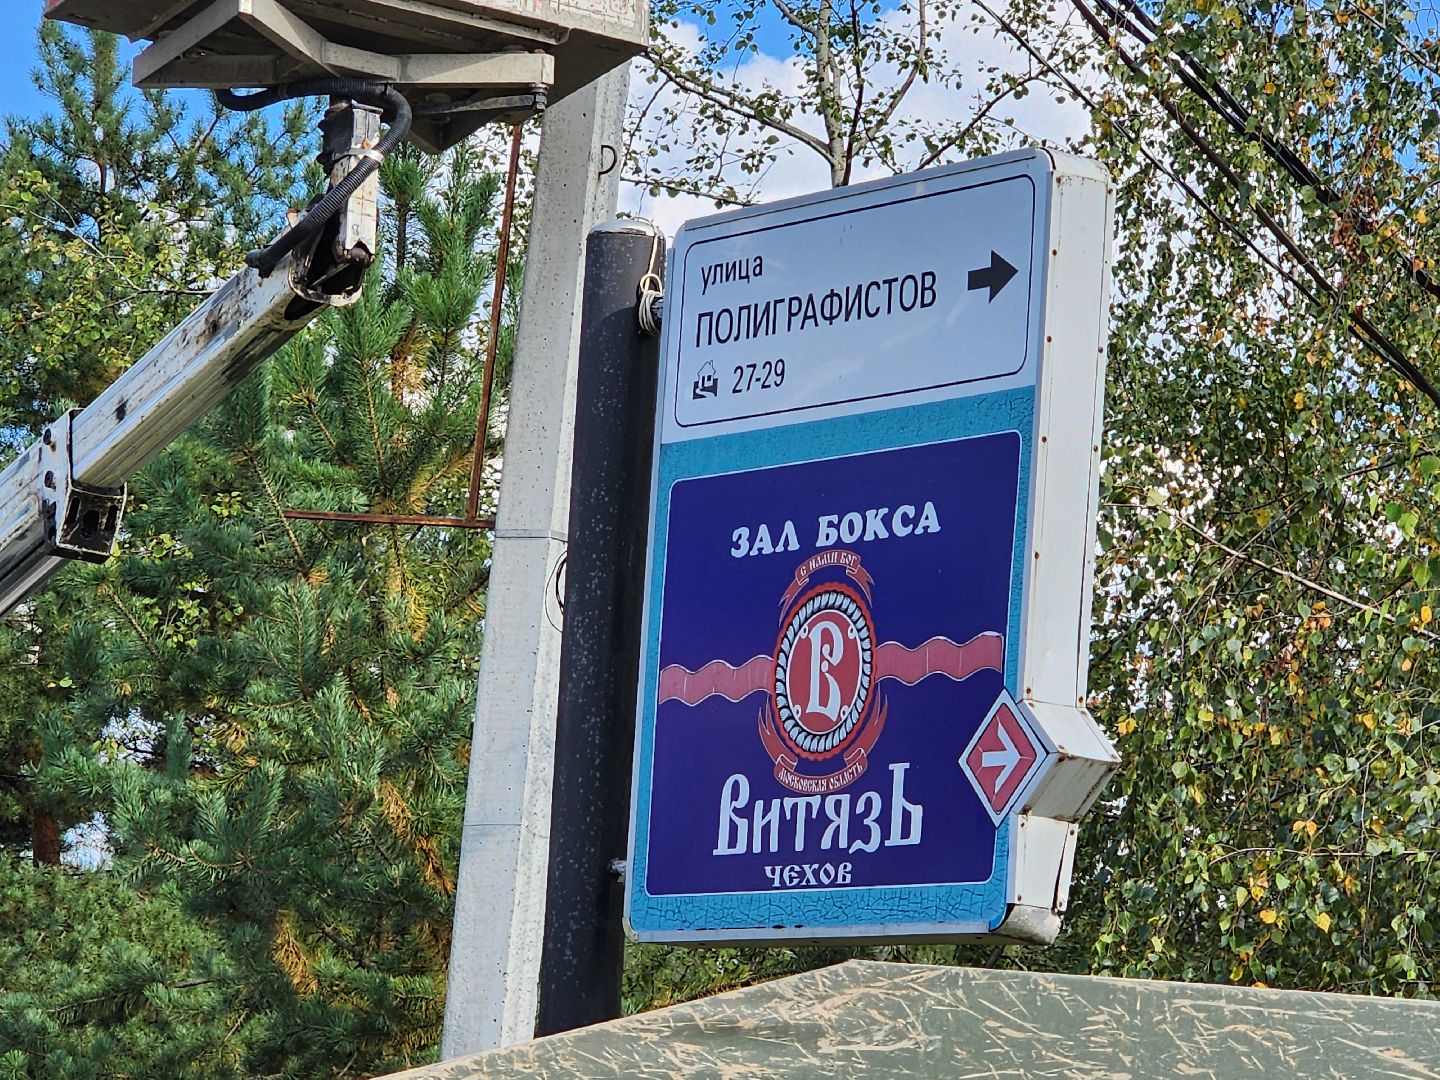 улица
ПОЛИГРАФИСТОВ
27-29
ЗАЛ БОКСА
С НАМИ БОГ
В
МОСКОВСКАЯ ОБЛАСТЬ
ВИТЯЗЬ
ЧЕХОВ